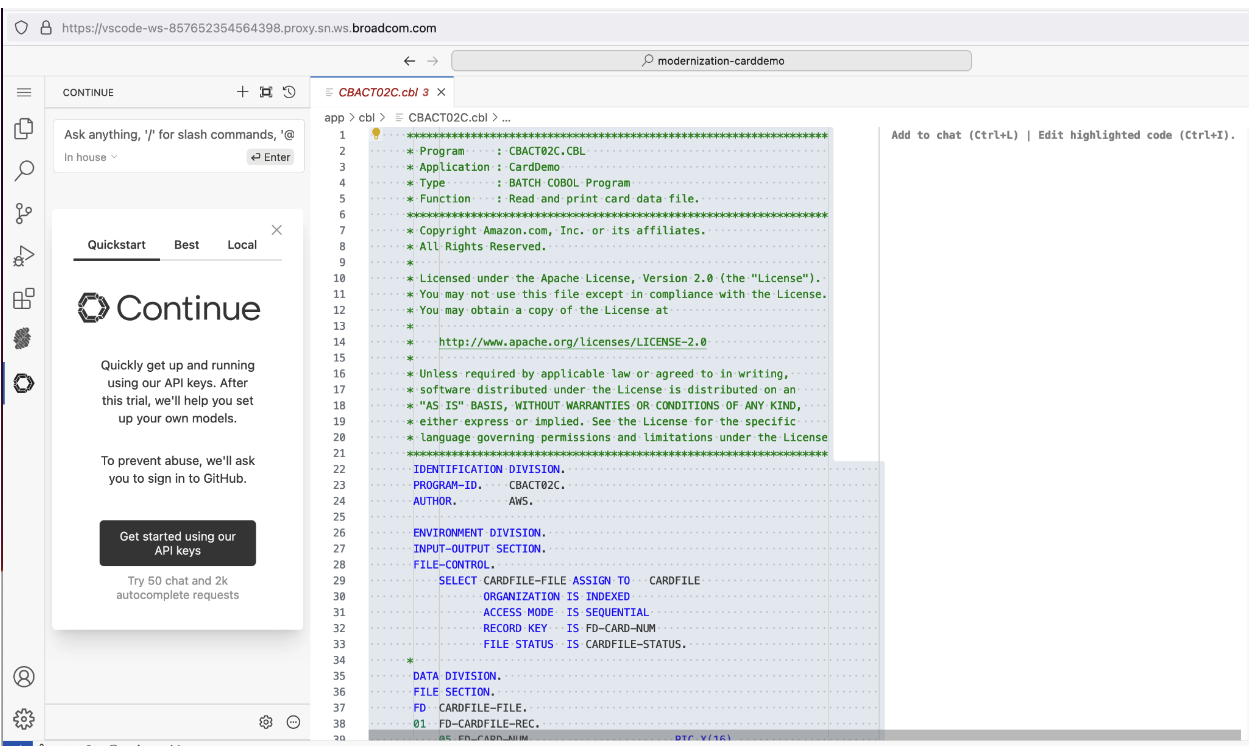 https://vscode-ws-857652354564398.proxy.sn.ws.broadcom.com
modernization-carddemo
CONTINUE
Ask anything, '/' for slash commands, '@
In house
Enter
Quickstart Best Local
Continue
Quickly get up and running
using our API keys. After
this trial, we'll help you set
up your own models.
To prevent abuse, we'll ask
you to sign in to GitHub.
Get started using our
API keys
Try 50 chat and 2k
autocomplete requests
CBACT02C.cbl 3
app > cbl > CBACT02C.cbl > ...
Add to chat (Ctrl+L) | Edit highlighted code (Ctrl+I).
1 ******************************************************************
2 * Program : CBACT02C.CBL
3 * Application : CardDemo
4 * Type : BATCH COBOL Program
5 * Function : Read and print card data file.
6 ******************************************************************
7 * Copyright Amazon.com, Inc. or its affiliates.
8 * All Rights Reserved.
9 *
10 * Licensed under the Apache License, Version 2.0 (the "License").
11 * You may not use this file except in compliance with the License.
12 * You may obtain a copy of the License at
13 *
14 * http://www.apache.org/licenses/LICENSE-2.0
15 *
16 * Unless required by applicable law or agreed to in writing,
17 * software distributed under the License is distributed on an
18 * "AS IS" BASIS, WITHOUT WARRANTIES OR CONDITIONS OF ANY KIND,
19 * either express or implied. See the License for the specific
20 * language governing permissions and limitations under the License
21 ******************************************************************
22 IDENTIFICATION DIVISION.
23 PROGRAM-ID. CBACT02C.
24 AUTHOR. AWS.
25
26 ENVIRONMENT DIVISION.
27 INPUT-OUTPUT SECTION.
28 FILE-CONTROL.
29 SELECT CARDFILE-FILE ASSIGN TO CARDFILE
30 ORGANIZATION IS INDEXED
31 ACCESS MODE IS SEQUENTIAL
32 RECORD KEY IS FD-CARD-NUM
33 FILE STATUS IS CARDFILE-STATUS.
34 *
35 DATA DIVISION.
36 FILE SECTION.
37 FD CARDFILE-FILE.
38 01 FD-CARDFILE-REC.
39 05 FD-CARD-NUM PIC X(16)